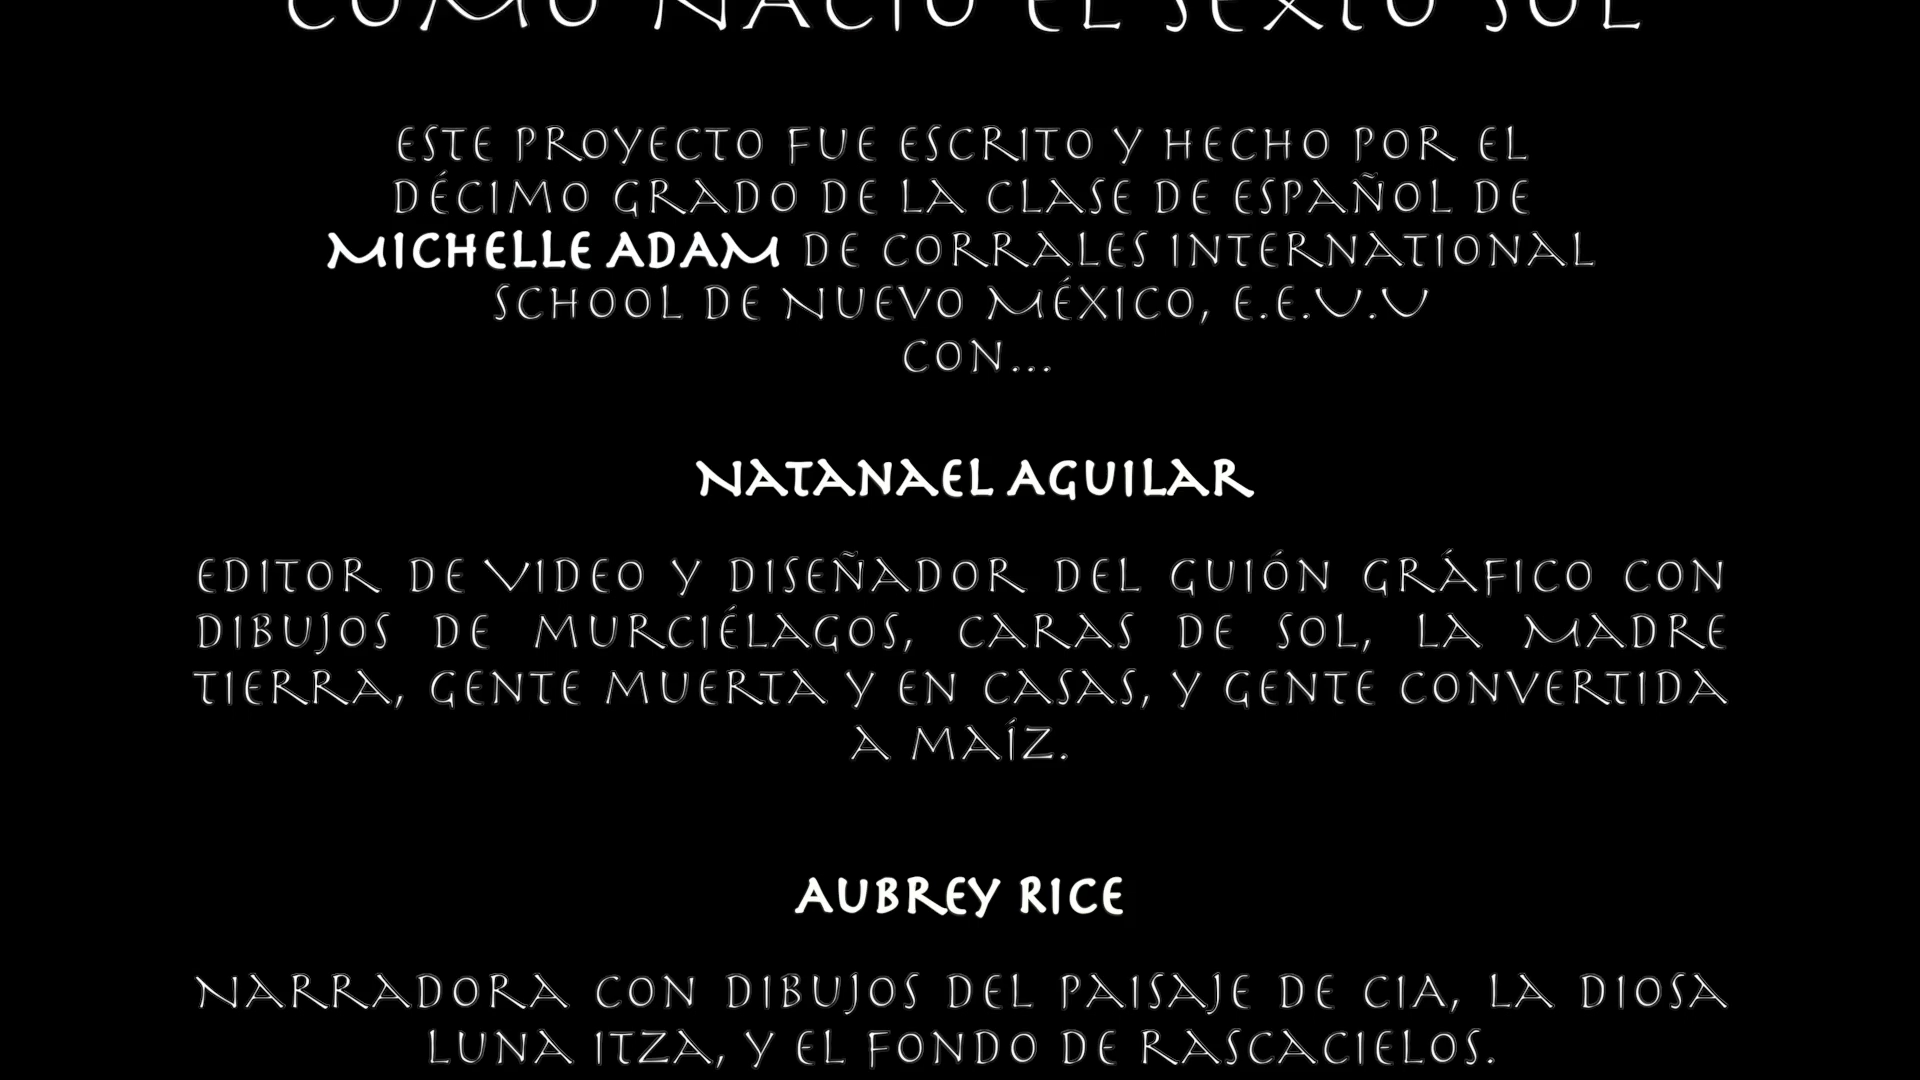 CÓMO NACIÓ EL SEXTO SOL
ESTE PROYECTO FUE ESCRITO Y HECHO POR EL
DÉCIMO GRADO DE LA CLASE DE ESPAÑOL DE
MICHELLE ADAM DE CORRALES INTERNATIONAL
SCHOOL DE NUEVO MÉXICO, E.E.U.U
CON...
NATANAEL AGUILAR
EDITOR DE VIDEO Y DISEÑADOR DEL GUIÓN GRÁFICO CON
DIBUJOS DE MURCIÉLAGOS, CARAS DE SOL, LA MADRE
TIERRA, GENTE MUERTA Y EN CASAS, Y GENTE CONVERTIDA
A MAÍZ.
AUBREY RICE
NARRADORA CON DIBUJOS DEL PAISAJE DE CIA, LA DIOSA
LUNA ITZA, Y EL FONDO DE RASCACIELOS.